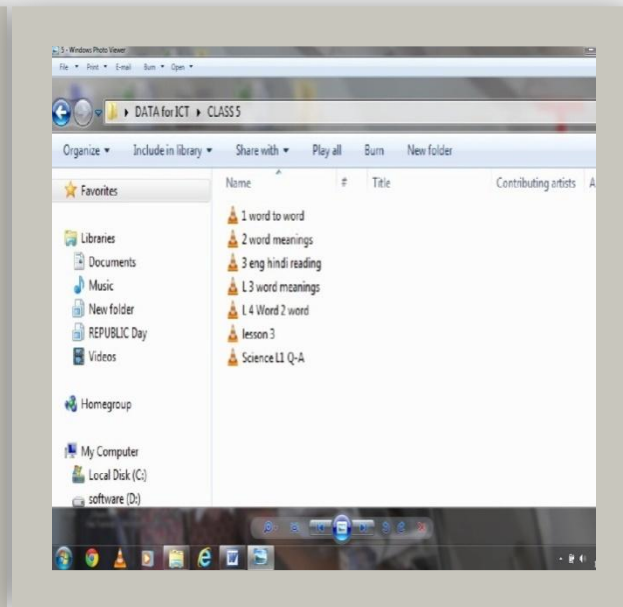 5 - Windows Photo Viewer
File Print E-mail Burn Open
DATA for ICT CLASS 5
Organize Include in library Share with Play all Burn New folder
Name # Title Contributing artists A
Favorites
Libraries
Documents
Music
New folder
REPUBLIC Day
Videos
Homegroup
My Computer
Local Disk (C:)
software (D:)
1 word to word
2 word meanings
3 eng hindi reading
L 3 word meanings
L 4 Word 2 word
lesson 3
Science L1 Q-A